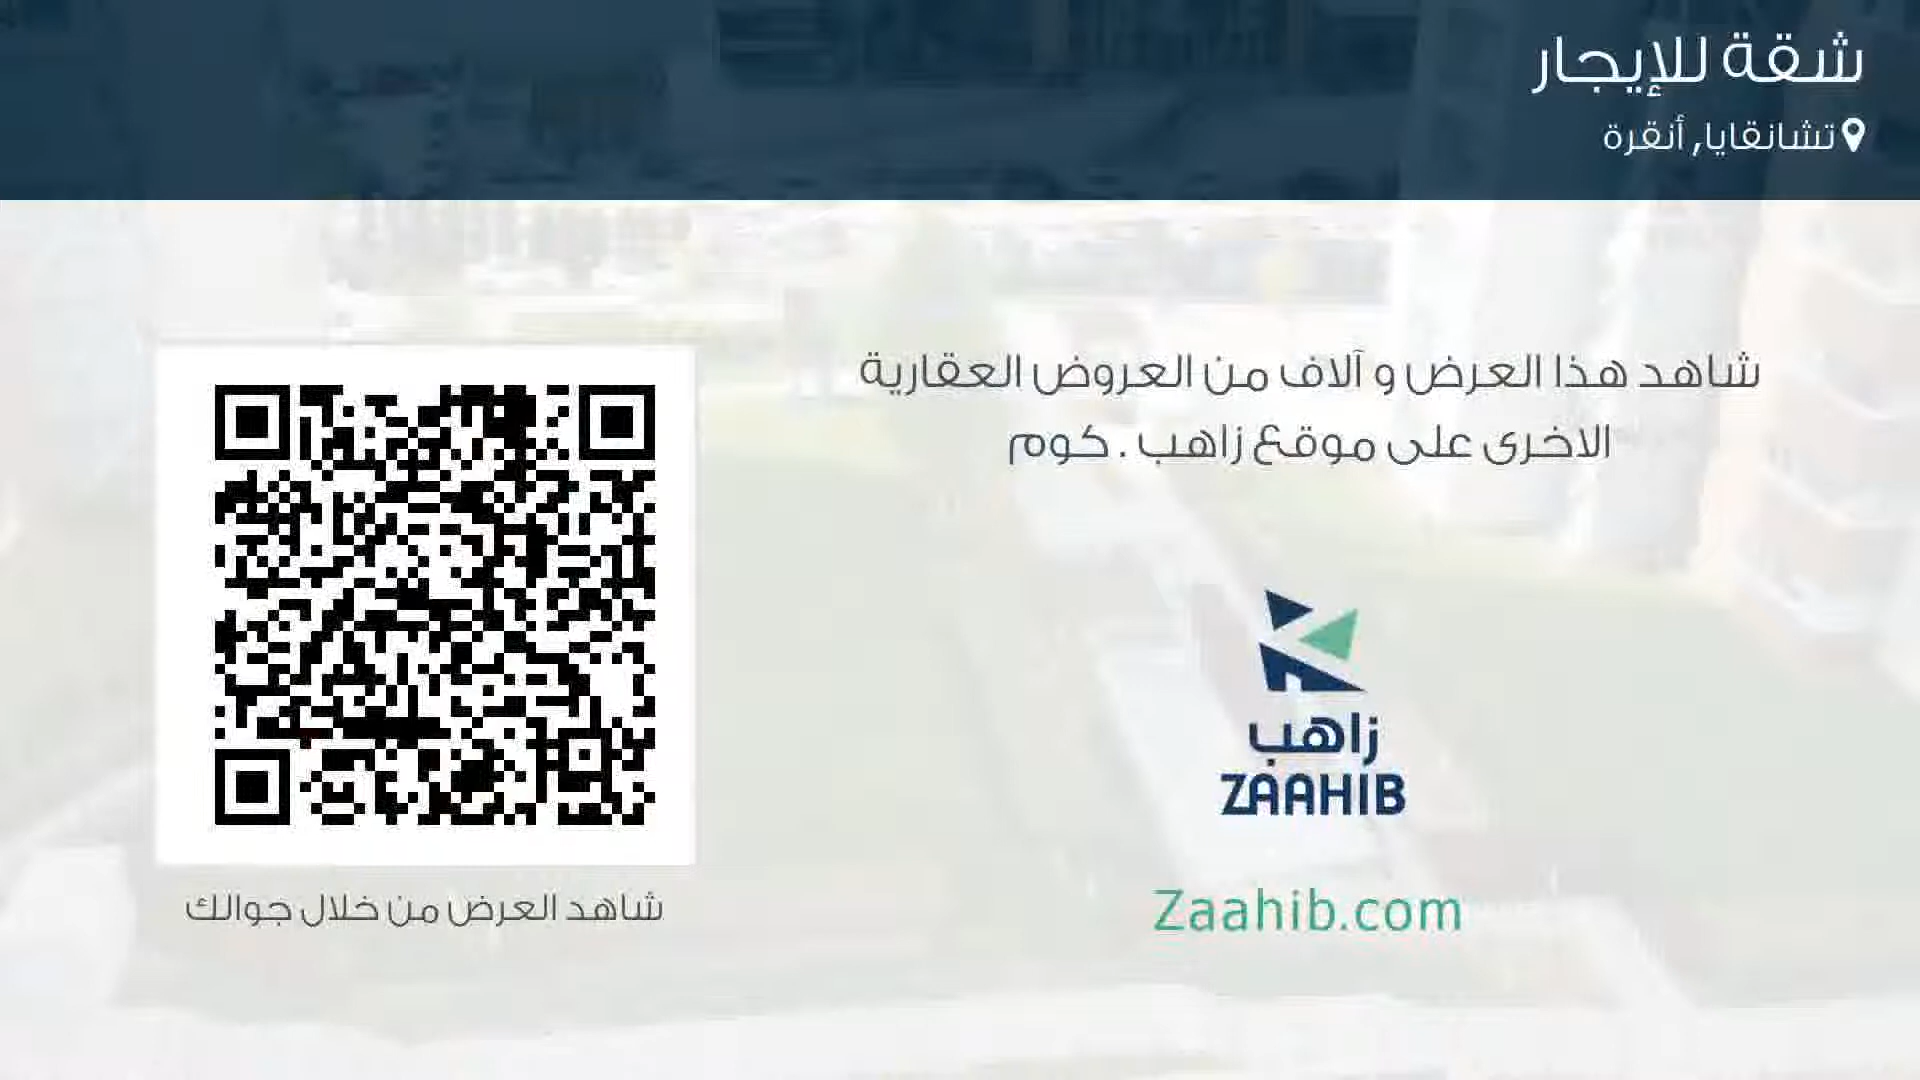 شقة للإيجار
تشانقايا, أنقرة
شاهد هذا العرض و آلاف من العروض العقارية
الاخرى على موقع زاهب . كوم
زاهب
ZAAHIB
Zaahib.com
شاهد العرض من خلال جوالك